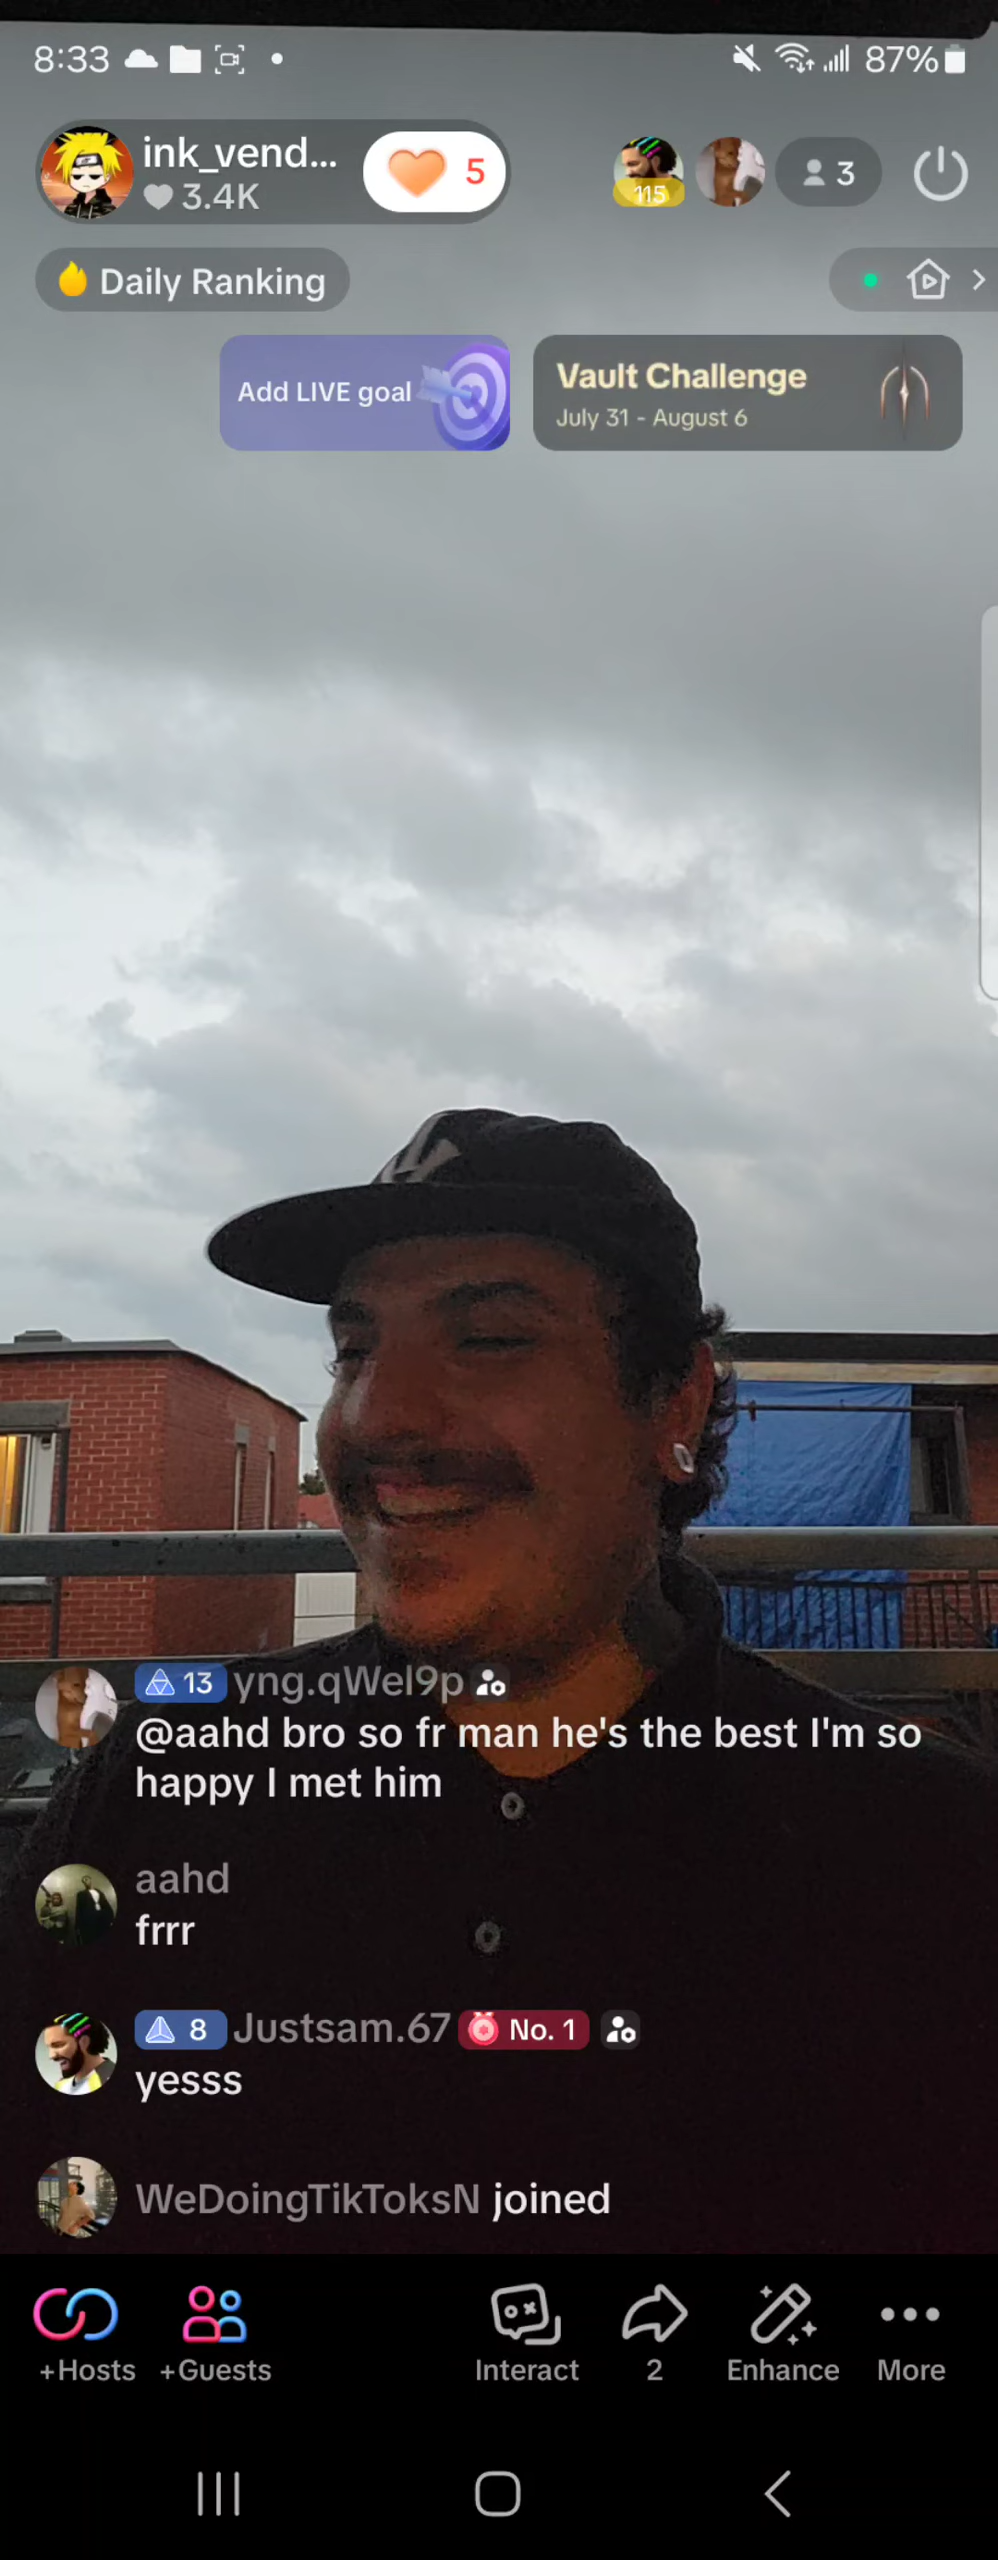 8:33
87%
ink_vend...
3.4K
5
115
3
Daily Ranking
Add LIVE goal
Vault Challenge
July 31 - August 6
13 yng.qWel9p
@aahd bro so fr man he's the best I'm so
happy I met him
aahd
frrr
8 Justsam.67 No. 1
yesss
WeDoingTikToksN joined
+Hosts
+Guests
Interact
2
Enhance
More